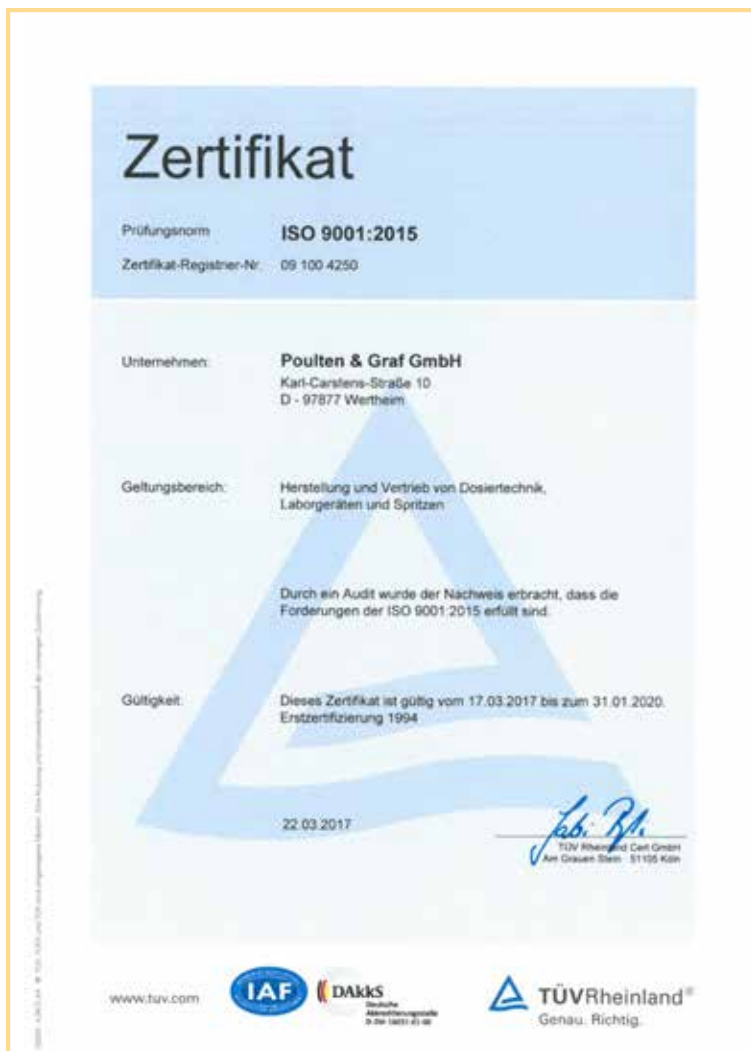 Zertifikat
Prüfungsnorm ISO 9001:2015
Zertifikat-Registrier-Nr. 09 100 4250
Unternehmen: Poulten & Graf GmbH
Karl-Carstens-Straße 10
D - 97877 Wertheim
Geltungsbereich: Herstellung und Vertrieb von Dosiertechnik,
Laborgeräten und Spritzen
Durch ein Audit wurde der Nachweis erbracht, dass die
Forderungen der ISO 9001:2015 erfüllt sind.
Gültigkeit: Dieses Zertifikat ist gültig vom 17.03.2017 bis zum 31.01.2020.
Erstzertifizierung 1994
22.03.2017
TÜV Rheinland Cert GmbH
Am Grauen Stein · 51105 Köln
www.tuv.com
IAF
DAkkS
Deutsche
Akkreditierungsstelle
TÜVRheinland®
Genau. Richtig.